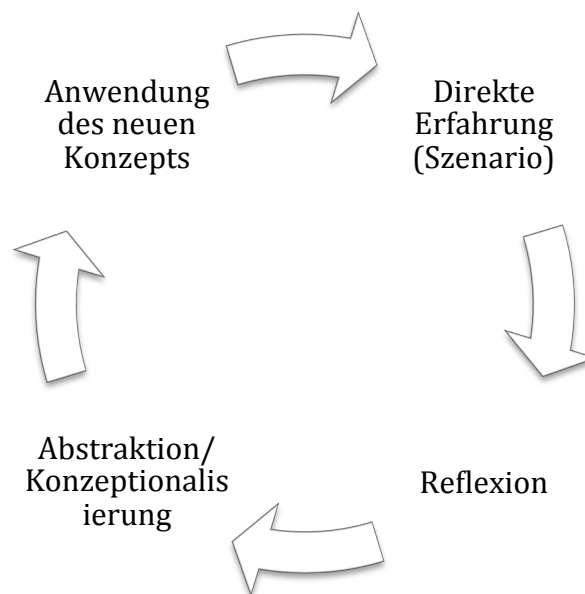 Anwendung
des neuen
Konzepts
Direkte
Erfahrung
(Szenario)
Reflexion
Abstraktion/
Konzeptionalis
ierung